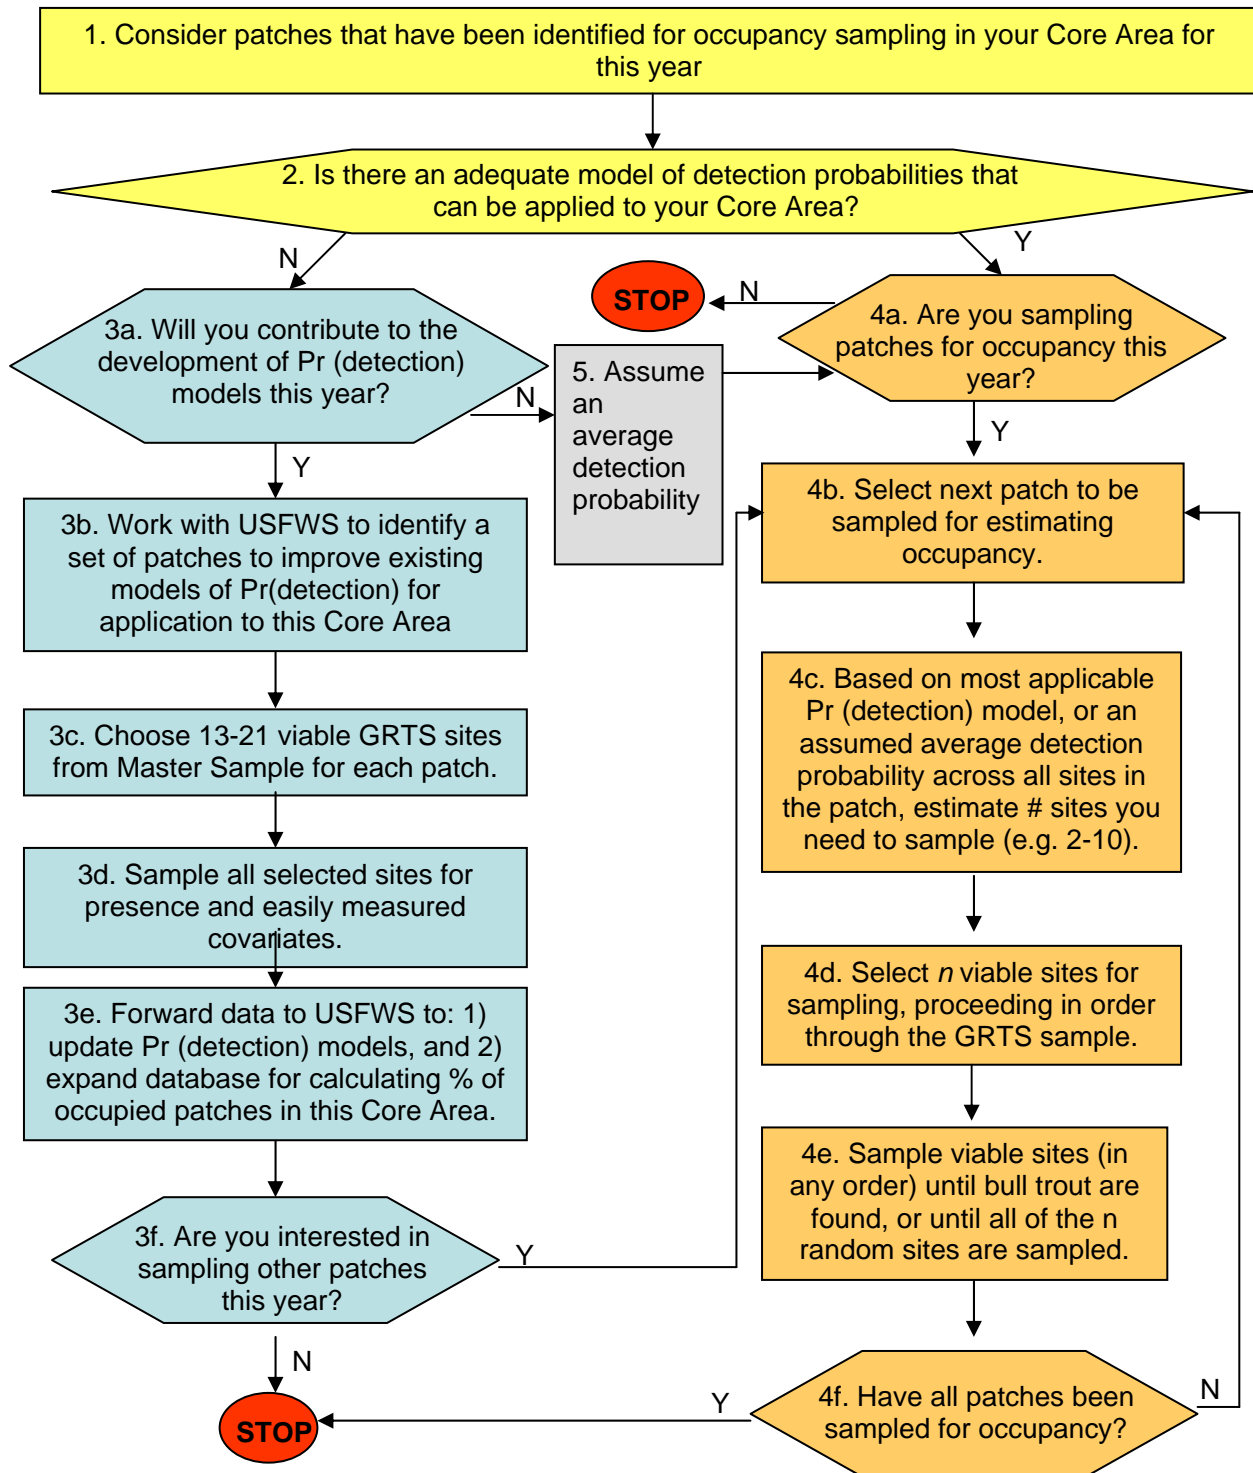 1. Consider patches that have been identified for occupancy sampling in your Core Area for
this year
2. Is there an adequate model of detection probabilities that
can be applied to your Core Area?
N
Y
STOP
N
3a. Will you contribute to the
development of Pr (detection)
models this year?
N
Y
5. Assume
an
average
detection
probability
4a. Are you sampling
patches for occupancy this
year?
Y
3b. Work with USFWS to identify a
set of patches to improve existing
models of Pr(detection) for
application to this Core Area
4b. Select next patch to be
sampled for estimating
occupancy.
3c. Choose 13-21 viable GRTS sites
from Master Sample for each patch.
4c. Based on most applicable
Pr (detection) model, or an
assumed average detection
probability across all sites in
the patch, estimate # sites you
need to sample (e.g. 2-10).
3d. Sample all selected sites for
presence and easily measured
covariates.
4d. Select n viable sites for
sampling, proceeding in order
through the GRTS sample.
3e. Forward data to USFWS to: 1)
update Pr (detection) models, and 2)
expand database for calculating % of
occupied patches in this Core Area.
4e. Sample viable sites (in
any order) until bull trout are
found, or until all of the n
random sites are sampled.
3f. Are you interested in
sampling other patches
this year?
Y
N
STOP
Y
4f. Have all patches been
sampled for occupancy?
N